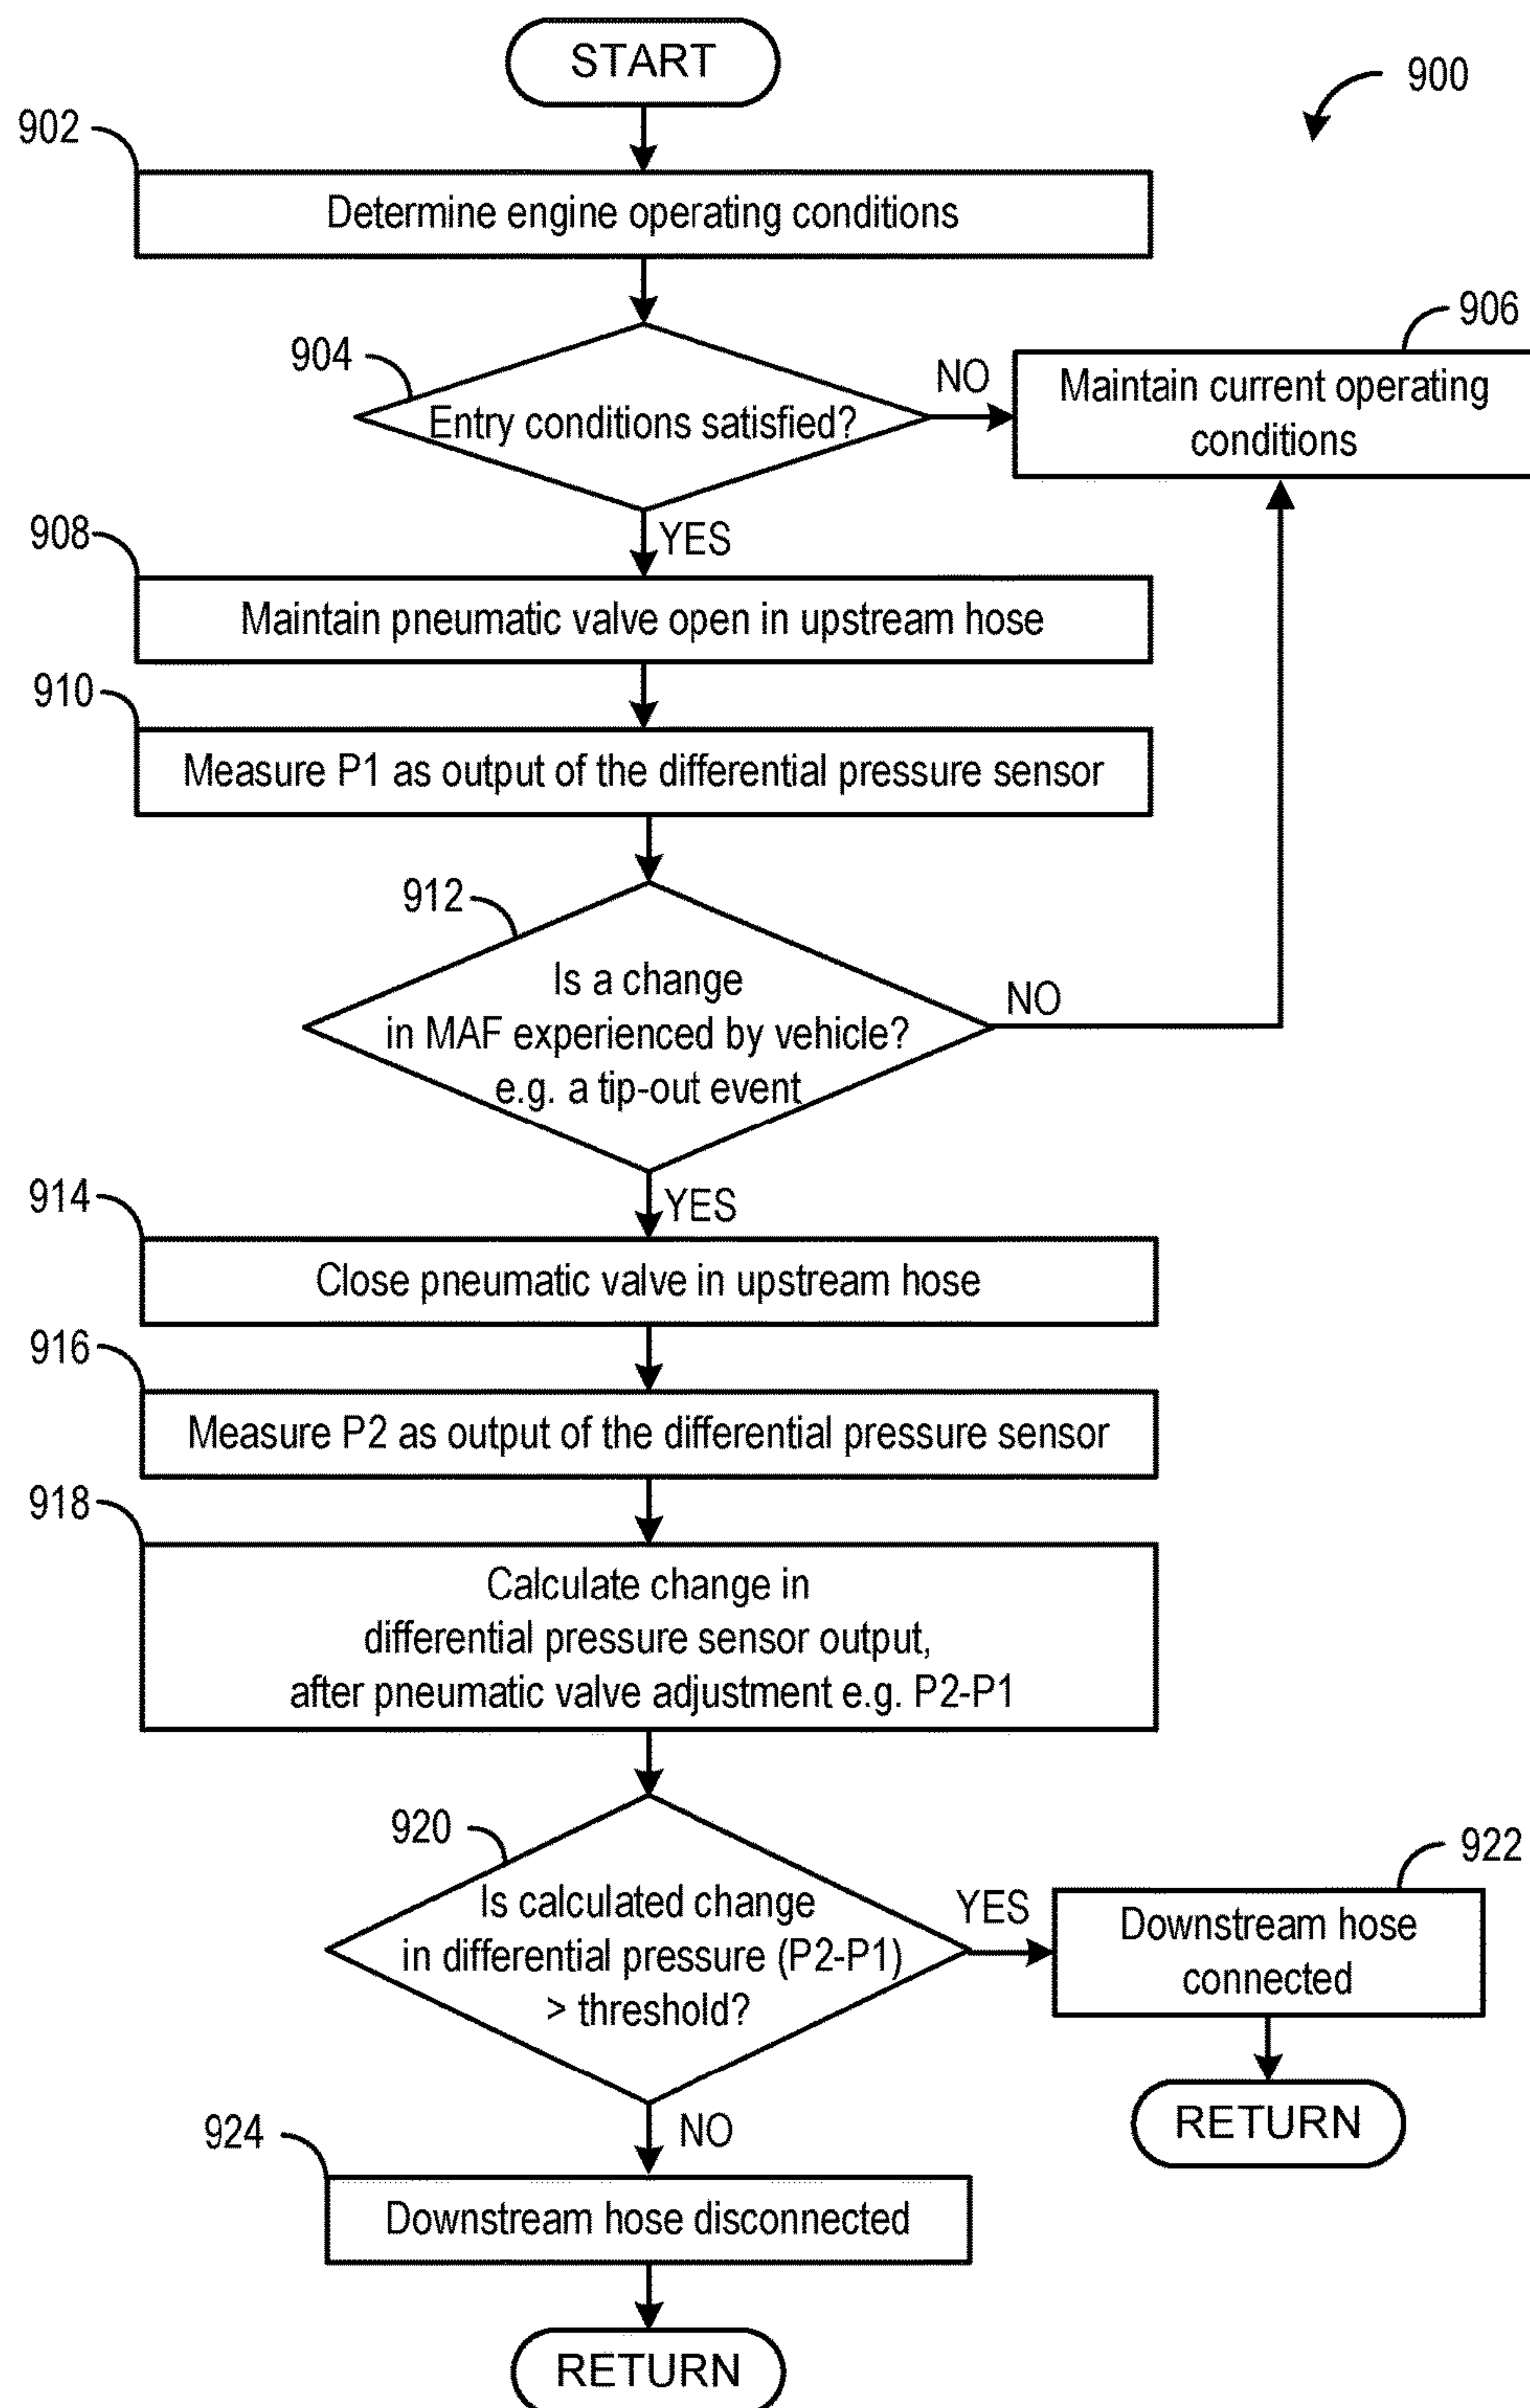 START
900
902
Determine engine operating conditions
904
Entry conditions satisfied?
NO
906
Maintain current operating
conditions
YES
908
Maintain pneumatic valve open in upstream hose
910
Measure P1 as output of the differential pressure sensor
912
Is a change
in MAF experienced by vehicle?
e.g. a tip-out event
NO
YES
914
Close pneumatic valve in upstream hose
916
Measure P2 as output of the differential pressure sensor
918
Calculate change in
differential pressure sensor output,
after pneumatic valve adjustment e.g. P2-P1
920
Is calculated change
in differential pressure (P2-P1)
> threshold?
YES
922
Downstream hose
connected
RETURN
NO
924
Downstream hose disconnected
RETURN